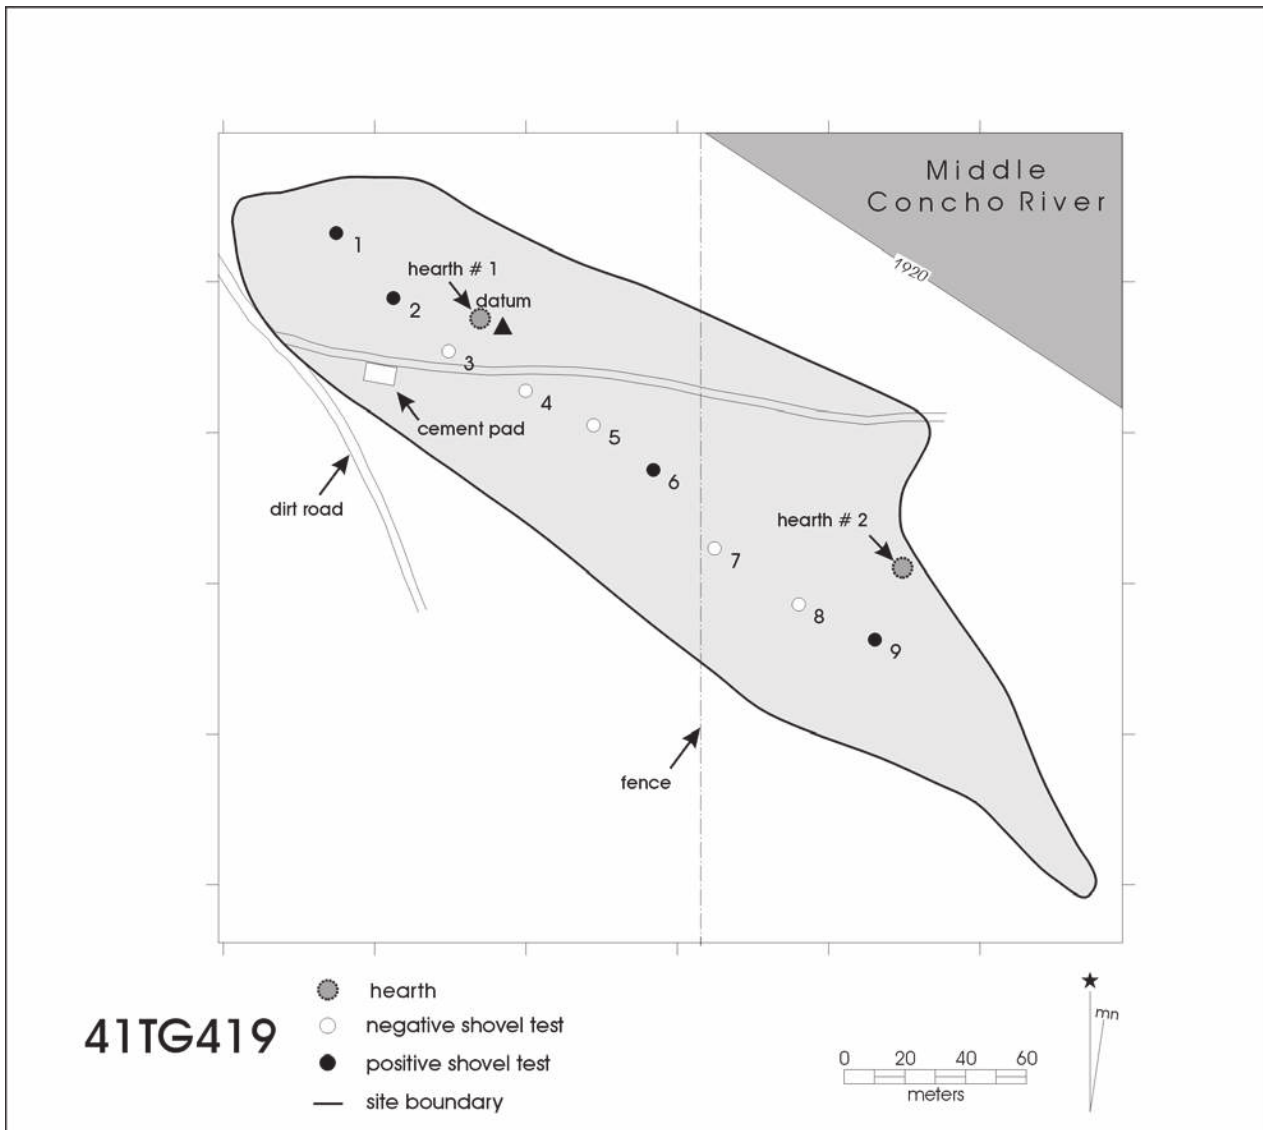 Middle
Concho River
1920
1
hearth # 1
datum
2
3
4
cement pad
5
6
dirt road
hearth # 2
7
8
9
fence
hearth
negative shovel test
positive shovel test
site boundary
41TG419
0 20 40 60
meters
mn